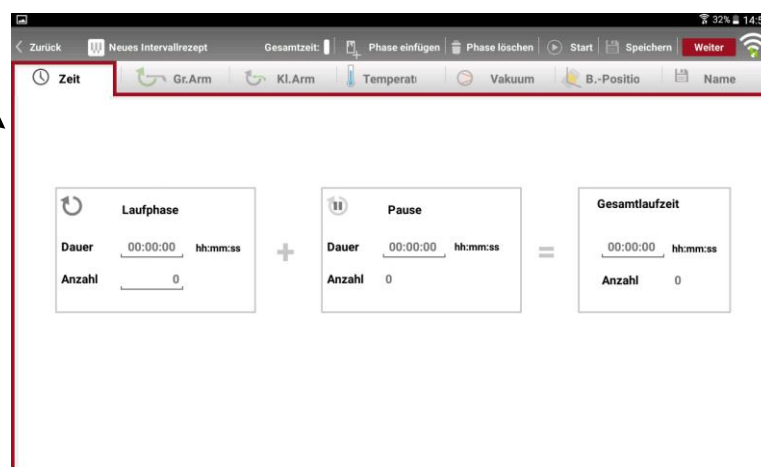 32% 14:5
Zurück Neues Intervallrezept Gesamtzeit: Phase einfügen Phase löschen Start Speichern Weiter
Zeit Gr.Arm Kl.Arm Temperatu Vakuum B.-Positio Name
Laufphase Pause Gesamtlaufzeit
Dauer 00:00:00 hh:mm:ss + Dauer 00:00:00 hh:mm:ss = 00:00:00 hh:mm:ss
Anzahl 0 Anzahl 0 Anzahl 0